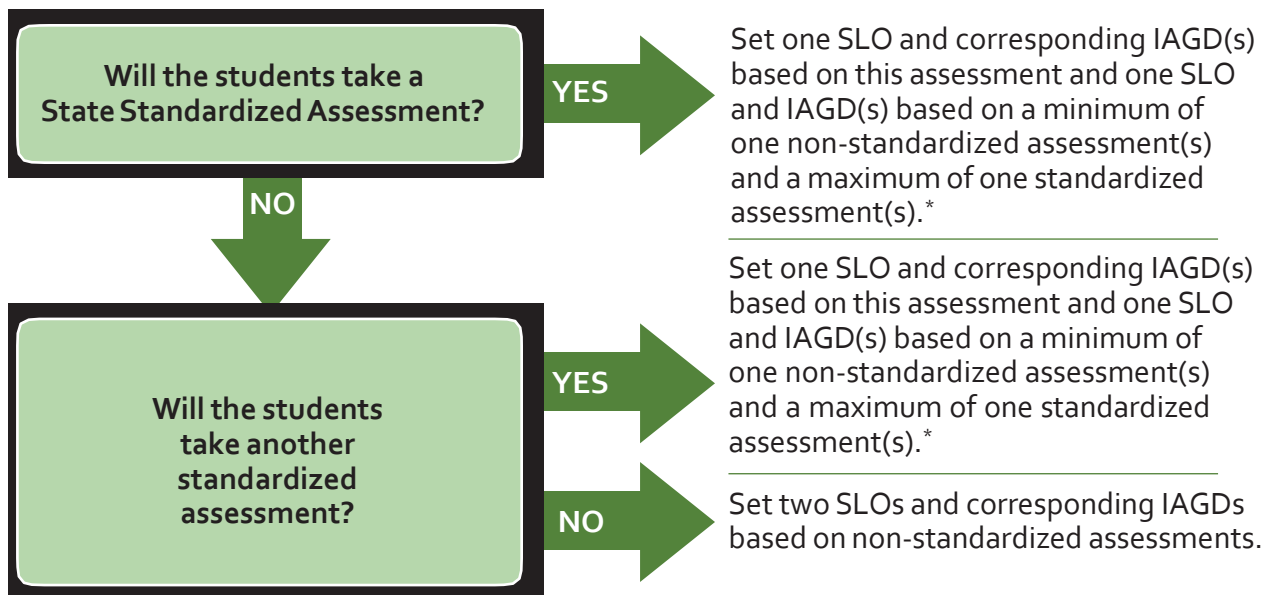 Will the students take a
State Standardized Assessment?
YES
Set one SLO and corresponding IAGD(s)
based on this assessment and one SLO
and IAGD(s) based on a minimum of
one non-standardized assessment(s)
and a maximum of one standardized
assessment(s).*
NO
Will the students
take another
standardized
assessment?
YES
Set one SLO and corresponding IAGD(s)
based on this assessment and one SLO
and IAGD(s) based on a minimum of
one non-standardized assessment(s)
and a maximum of one standardized
assessment(s).*
NO
Set two SLOs and corresponding IAGDs
based on non-standardized assessments.